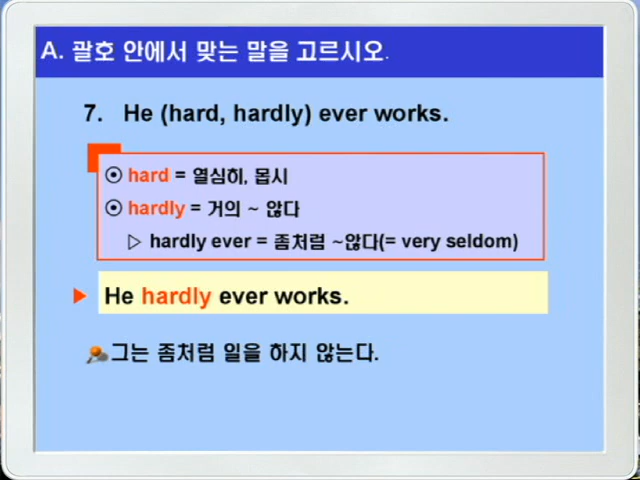 A. 괄호 안에서 맞는 말을 고르시오.
7. He (hard, hardly) ever works.
⊙ hard = 열심히, 몹시
⊙ hardly = 거의 ~ 않다
▷ hardly ever = 좀처럼 ~않다(= very seldom)
▶ He hardly ever works.
그는 좀처럼 일을 하지 않는다.